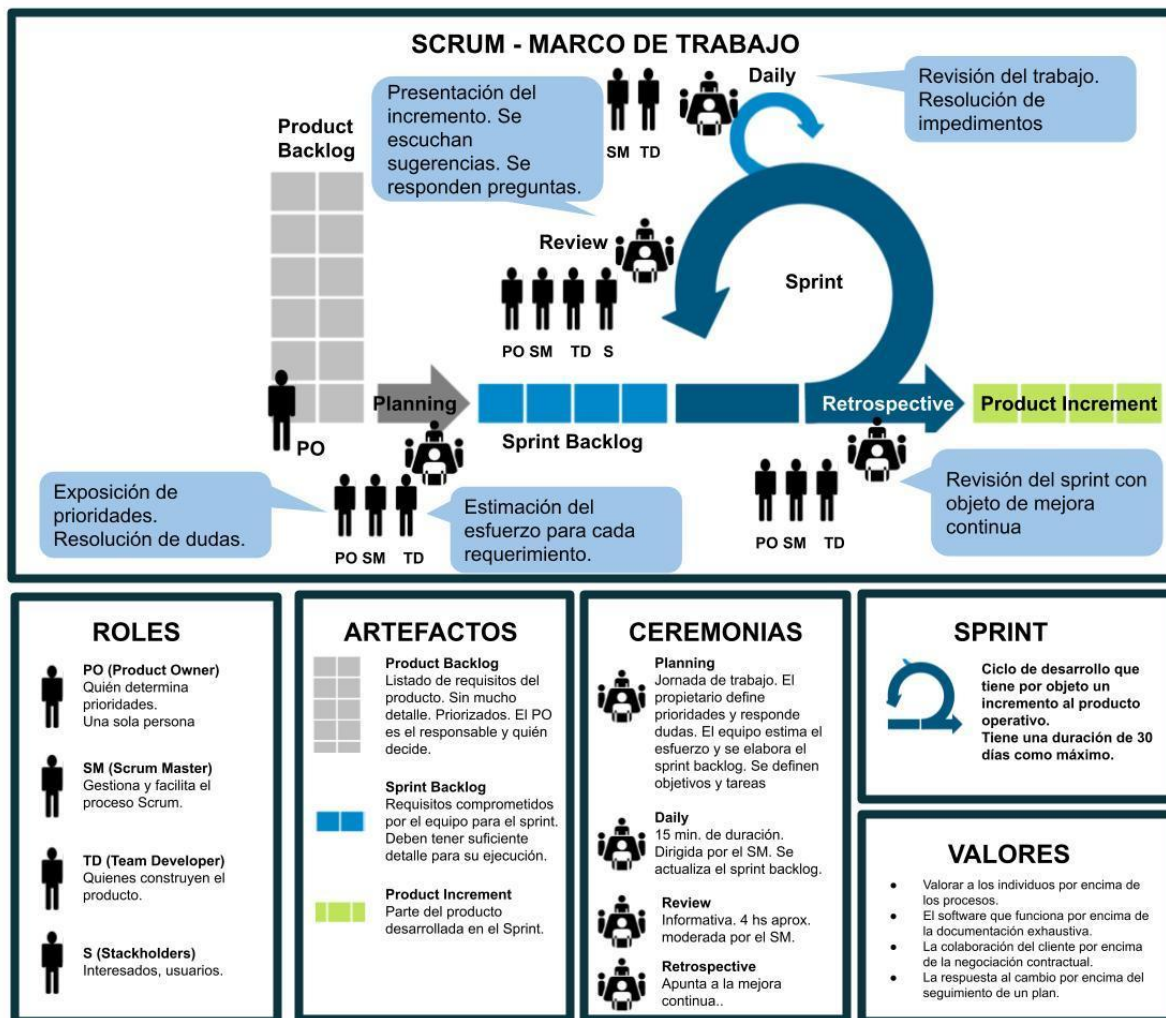 SCRUM - MARCO DE TRABAJO
Product
Backlog
Presentación del
incremento. Se
escuchan
sugerencias. Se
responden preguntas.
SM TD
Daily
Revisión del trabajo.
Resolución de
impedimentos
Review
PO SM TD S
Sprint
PO
Planning
Sprint Backlog
Retrospective
Product Increment
Exposición de
prioridades.
Resolución de dudas.
PO SM TD
Estimación del
esfuerzo para cada
requerimiento.
PO SM TD
Revisión del sprint con
objeto de mejora
continua
ROLES
PO (Product Owner)
Quién determina
prioridades.
Una sola persona
SM (Scrum Master)
Gestiona y facilita el
proceso Scrum.
TD (Team Developer)
Quienes construyen el
producto.
S (Stackholders)
Interesados, usuarios.
ARTEFACTOS
Product Backlog
Listado de requisitos del
producto. Sin mucho
detalle. Priorizados. El PO
es el responsable y quién
decide.
Sprint Backlog
Requisitos comprometidos
por el equipo para el sprint.
Deben tener suficiente
detalle para su ejecución.
Product Increment
Parte del producto
desarrollada en el Sprint.
CEREMONIAS
Planning
Jornada de trabajo. El
propietario define
prioridades y responde
dudas. El equipo estima el
esfuerzo y se elabora el
sprint backlog. Se definen
objetivos y tareas
Daily
15 min. de duración.
Dirigida por el SM. Se
actualiza el sprint backlog.
Review
Informativa. 4 hs aprox.
moderada por el SM.
Retrospective
Apunta a la mejora
continua..
SPRINT
Ciclo de desarrollo que
tiene por objeto un
incremento al producto
operativo.
Tiene una duración de 30
días como máximo.
VALORES
● Valorar a los individuos por encima de
los procesos.
● El software que funciona por encima de
la documentación exhaustiva.
● La colaboración del cliente por encima
de la negociación contractual.
● La respuesta al cambio por encima del
seguimiento de un plan.